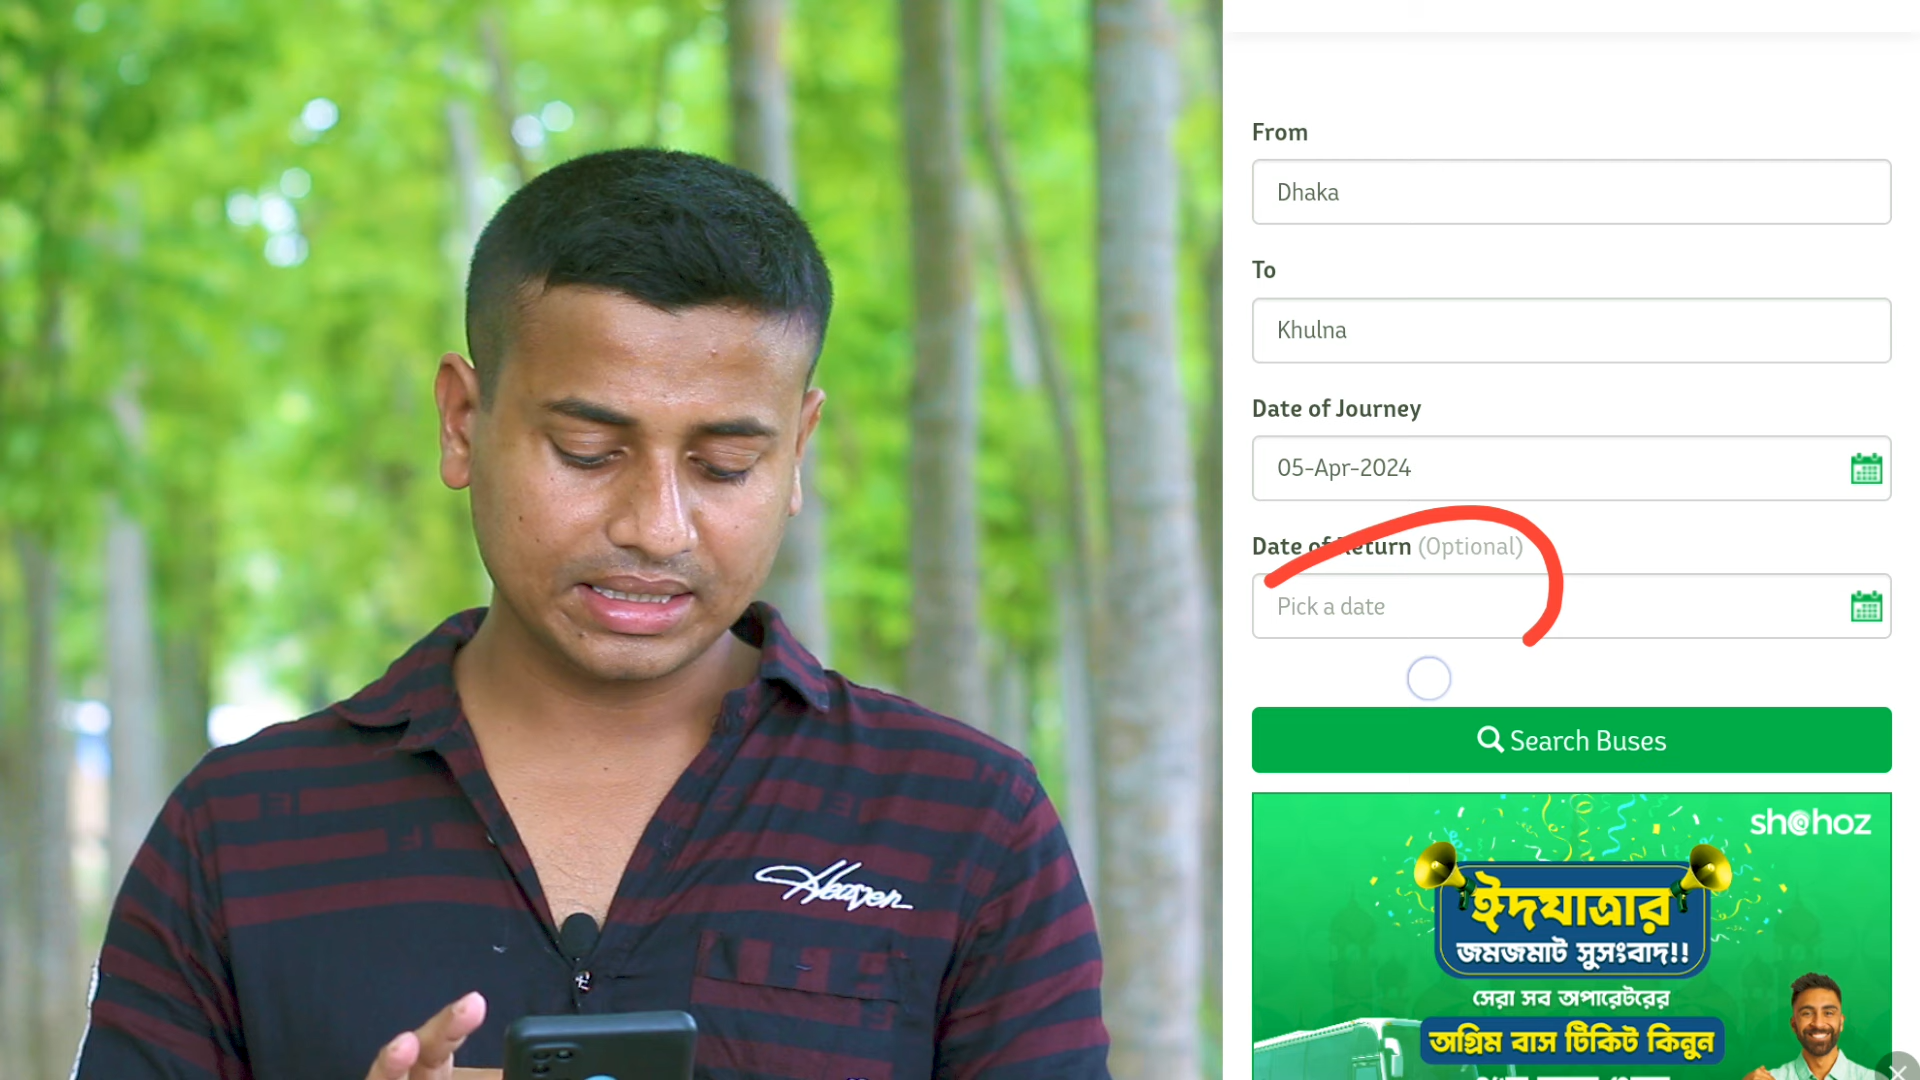 From
Dhaka
To
Khulna
Date of Journey
05-Apr-2024
Date of Return (Optional)
Pick a date
Search Buses
shohoz
ঈদযাত্রার
জমজমাট সুসংবাদ!!
সেরা সব অপারেটরের
অগ্রিম বাস টিকিট কিনুন
Heaven